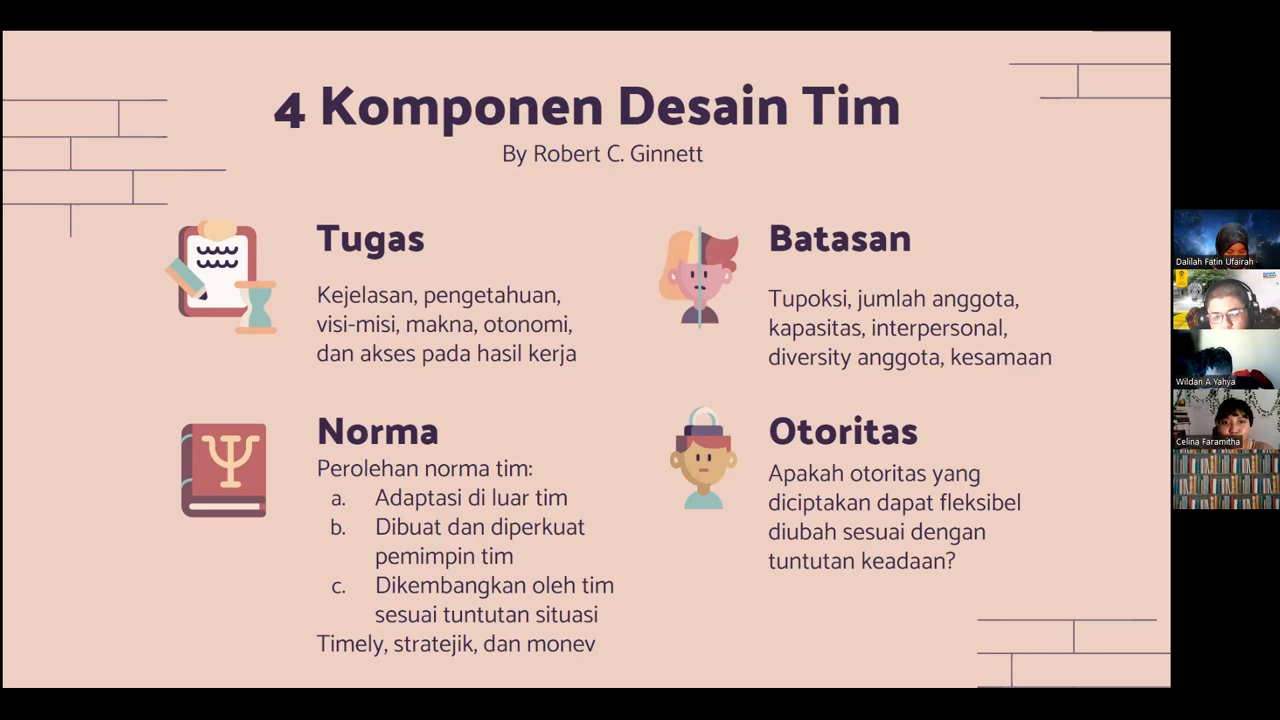 4 Komponen Desain Tim
By Robert C. Ginnett
Tugas
Kejelasan, pengetahuan,
visi-misi, makna, otonomi,
dan akses pada hasil kerja
Batasan
Tupoksi, jumlah anggota,
kapasitas, interpersonal,
diversity anggota, kesamaan
Norma
Perolehan norma tim:
a. Adaptasi di luar tim
b. Dibuat dan diperkuat
pemimpin tim
c. Dikembangkan oleh tim
sesuai tuntutan situasi
Timely, stratejik, dan monev
Otoritas
Apakah otoritas yang
diciptakan dapat fleksibel
diubah sesuai dengan
tuntutan keadaan?
Dalilah Fatin Ufairah
Wildan A Yahya
Celina Faramitha